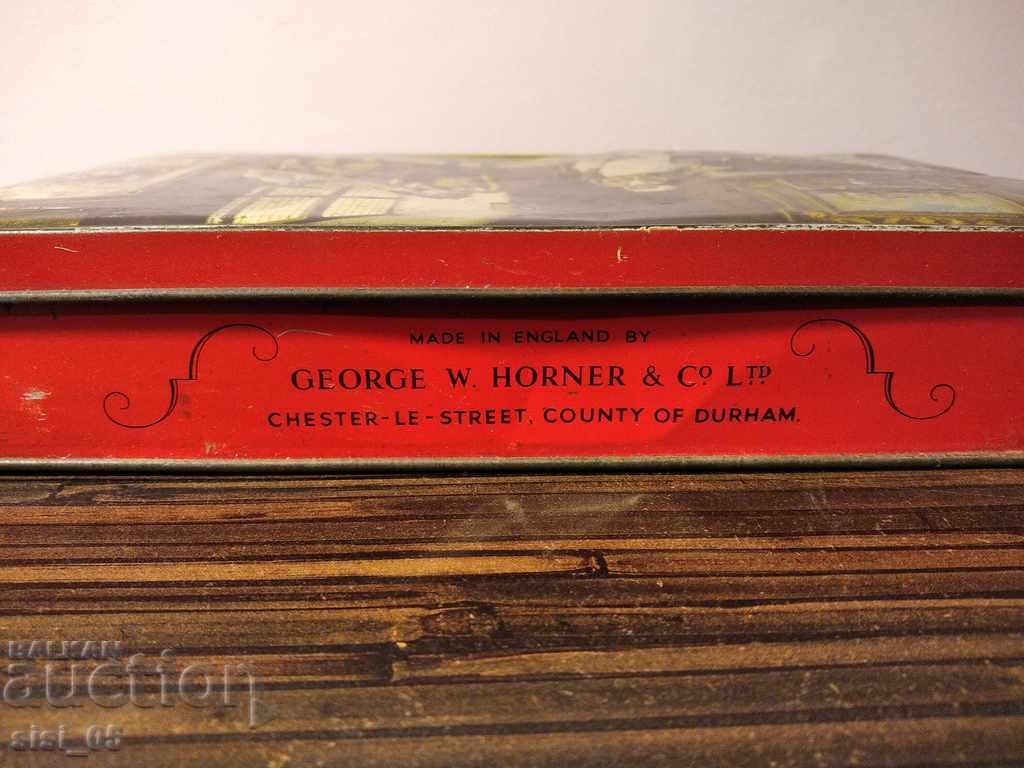 MADE IN ENGLAND BY
GEORGE W. HORNER & Cº LTD
CHESTER-LE-STREET, COUNTY OF DURHAM.
BALKAN
auction
sisi_05